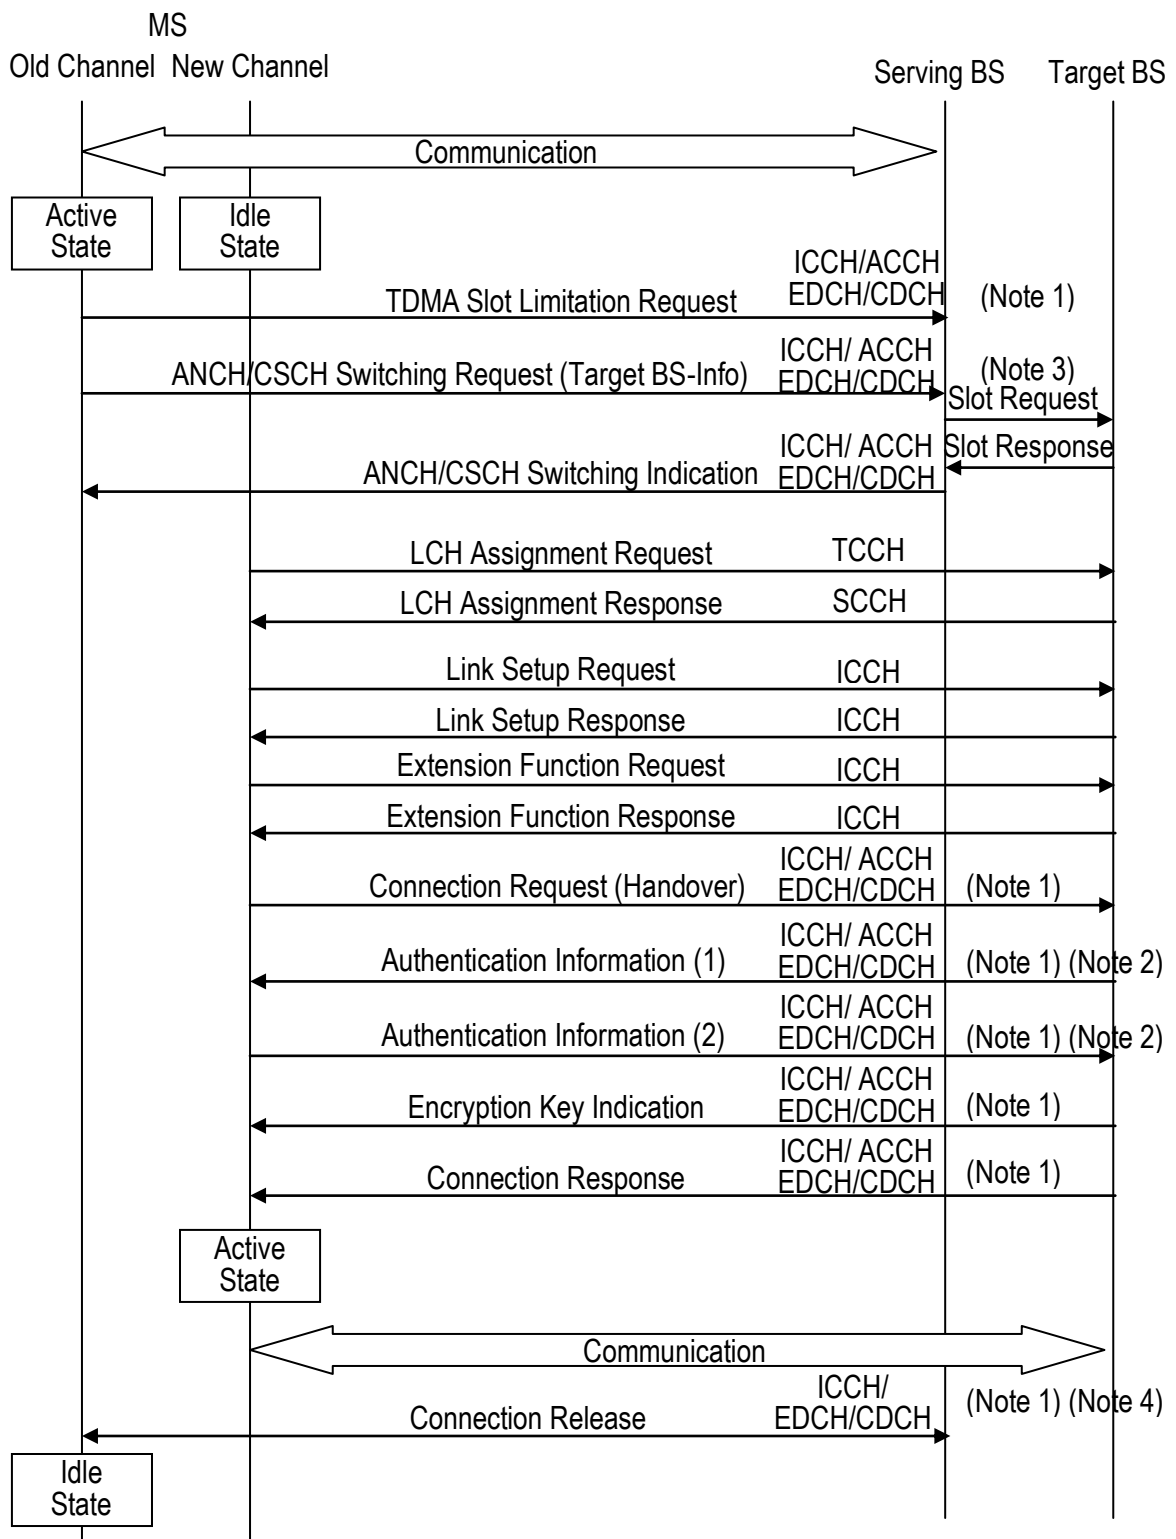 MS
Old Channel New Channel
Serving BS Target BS
Communication
Active
State
Idle
State
ICCH/ACCH
EDCH/CDCH
TDMA Slot Limitation Request
(Note 1)
ICCH/ ACCH
EDCH/CDCH
ANCH/CSCH Switching Request (Target BS-Info)
(Note 3)
Slot Request
ICCH/ ACCH
EDCH/CDCH
Slot Response
ANCH/CSCH Switching Indication
LCH Assignment Request TCCH
LCH Assignment Response SCCH
Link Setup Request ICCH
Link Setup Response ICCH
Extension Function Request ICCH
Extension Function Response ICCH
ICCH/ ACCH
EDCH/CDCH
Connection Request (Handover)
(Note 1)
ICCH/ ACCH
EDCH/CDCH
Authentication Information (1)
(Note 1) (Note 2)
ICCH/ ACCH
EDCH/CDCH
Authentication Information (2)
(Note 1) (Note 2)
ICCH/ ACCH
EDCH/CDCH
Encryption Key Indication
(Note 1)
ICCH/ ACCH
EDCH/CDCH
Connection Response
(Note 1)
Active
State
Communication
ICCH/
EDCH/CDCH
Connection Release
(Note 1) (Note 4)
Idle
State